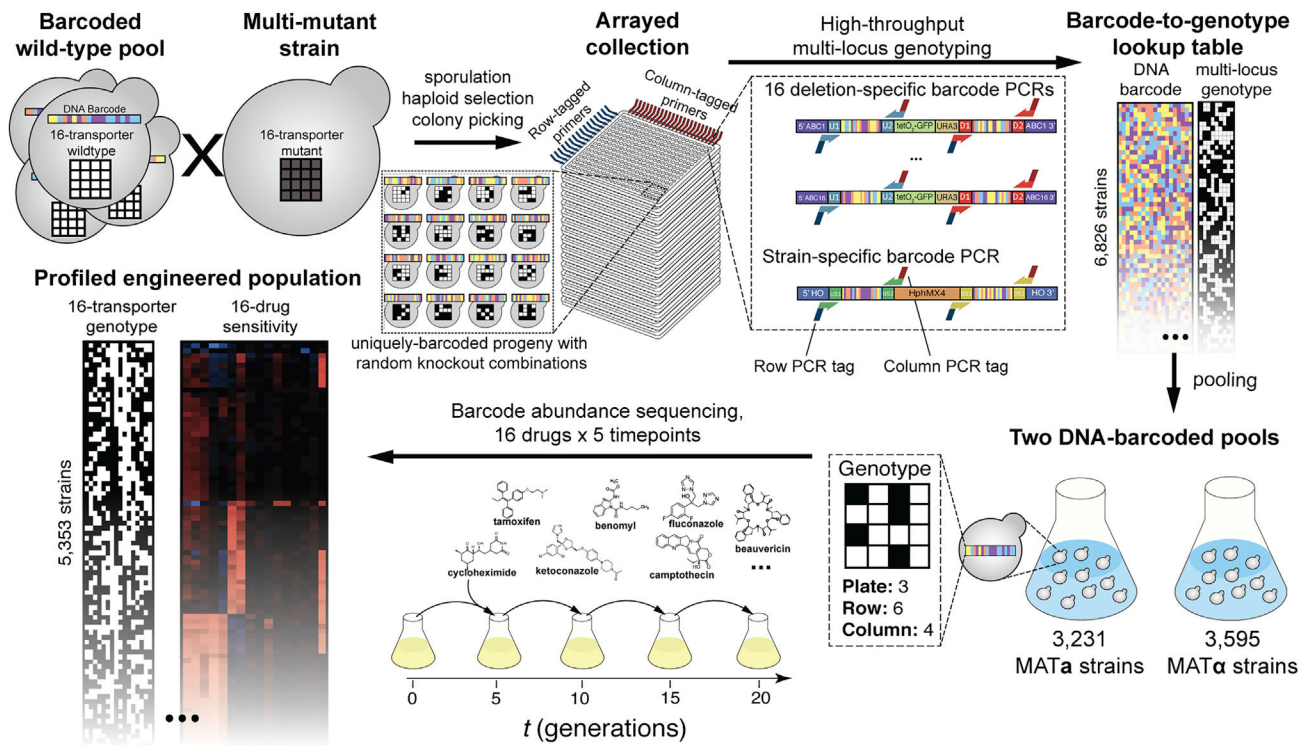 Barcoded
wild-type pool
DNA Barcode
16-transporter
wildtype
X
Multi-mutant
strain
16-transporter
mutant
sporulation
haploid selection
colony picking
uniquely-barcoded progeny with
random knockout combinations
Arrayed
collection
Row-tagged
primers
Column-tagged
primers
High-throughput
multi-locus genotyping
16 deletion-specific barcode PCRs
5' ABC1 U1 U2 tetO₂-GFP URA3 D1 D2 ABC1 3'
...
5' ABC16 U1 U2 tetO₂-GFP URA3 D1 D2 ABC16 3'
Strain-specific barcode PCR
5' HO HphMX4 HO 3'
Row PCR tag
Column PCR tag
Barcode-to-genotype
lookup table
DNA
barcode
multi-locus
genotype
6,826 strains
...
pooling
Two DNA-barcoded pools
3,231
MATa strains
3,595
MATα strains
Genotype
Plate: 3
Row: 6
Column: 4
Barcode abundance sequencing,
16 drugs x 5 timepoints
tamoxifen
benomyl
fluconazole
beauvericin
cycloheximide
ketoconazole
camptothecin
...
0 5 10 15 20
t (generations)
Profiled engineered population
16-transporter
genotype
16-drug
sensitivity
5,353 strains
...